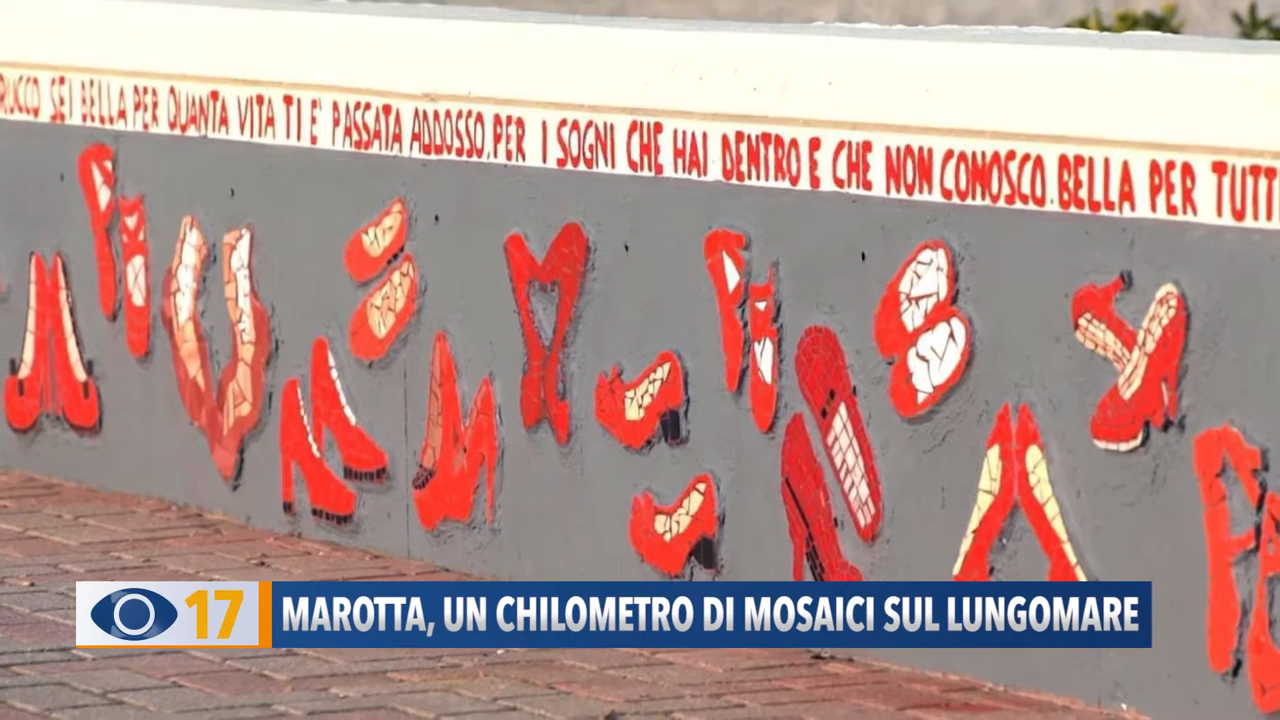 SEI BELLA PER QUANTA VITA TI E' PASSATA ADDOSSO, PER I SOGNI CHE HAI DENTRO E CHE NON CONOSCO. BELLA PER TUTT
17
MAROTTA, UN CHILOMETRO DI MOSAICI SUL LUNGOMARE